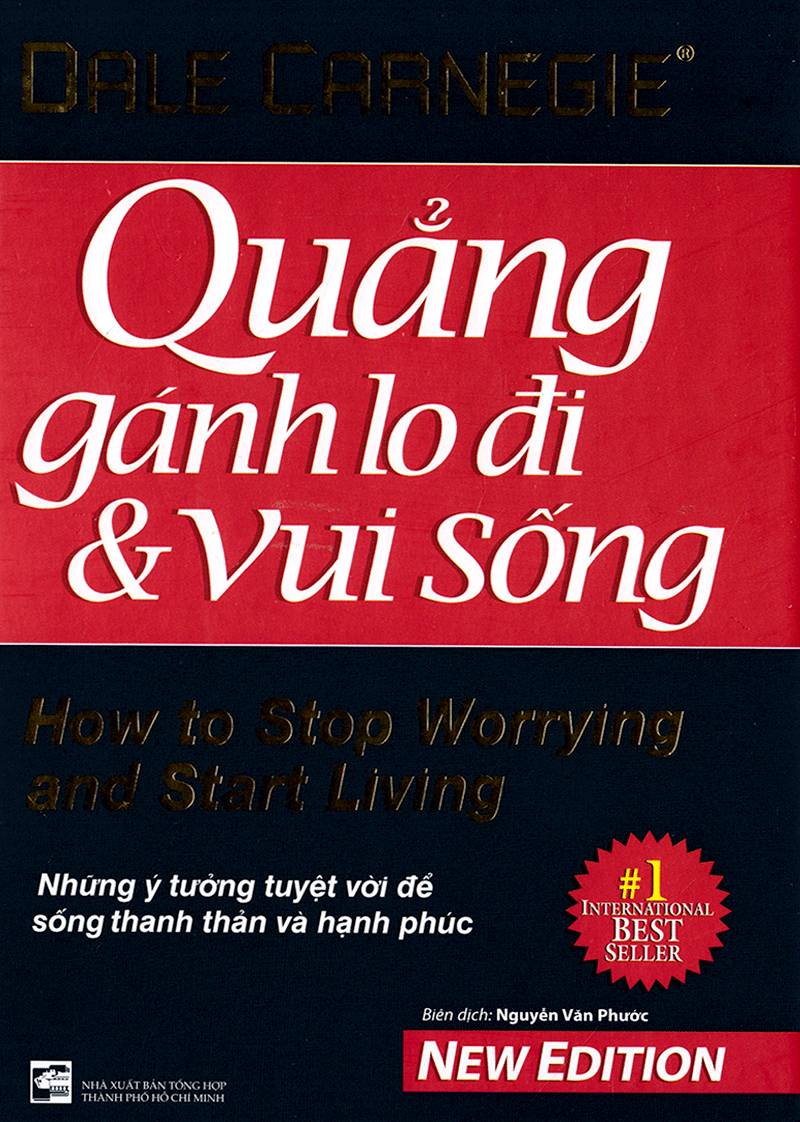 DALE CARNEGIE®
Quẳng
gánh lo đi
& vui sống
How to Stop Worrying
and Start Living
Những ý tưởng tuyệt vời để
sống thanh thản và hạnh phúc
#1
INTERNATIONAL
BEST
SELLER
Biên dịch: Nguyễn Văn Phước
NEW EDITION
NHÀ XUẤT BẢN TỔNG HỢP
THÀNH PHỐ HỒ CHÍ MINH